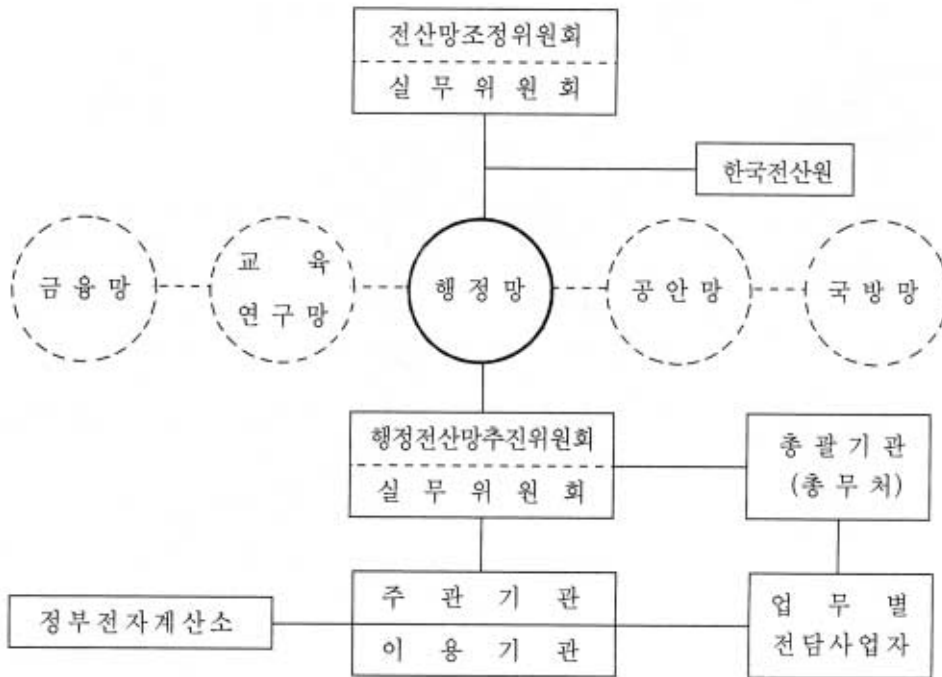 전산망조정위원회
실 무 위 원 회
한국전산원
금융망
교 육
연구망
행정망
공안망
국방망
행정전산망추진위원회
실 무 위 원 회
총 괄 기 관
(총 무 처)
정부전자계산소
주 관 기 관
이 용 기 관
업 무 별
전담사업자